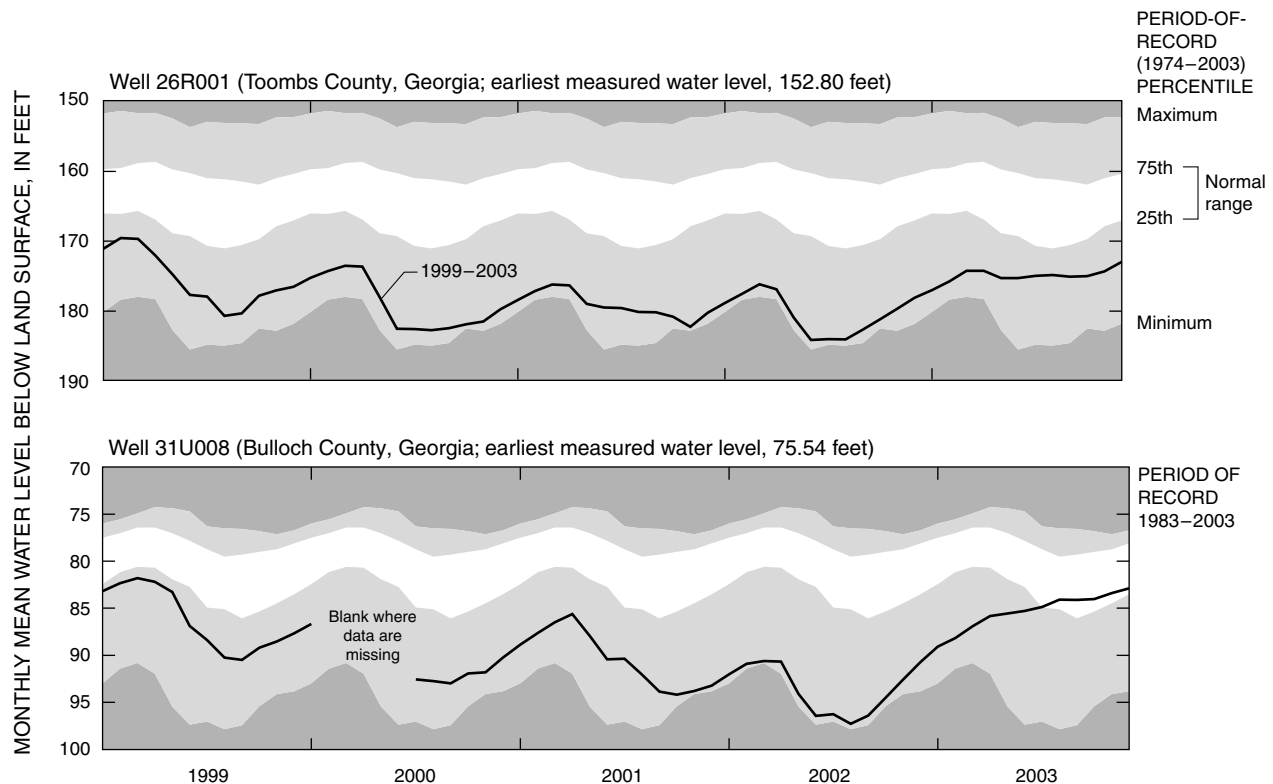 PERIOD-OF-
RECORD
(1974–2003)
PERCENTILE
Well 26R001 (Toombs County, Georgia; earliest measured water level, 152.80 feet)
MONTHLY MEAN WATER LEVEL BELOW LAND SURFACE, IN FEET
150
160
170
180
190
1999–2003
Maximum
75th
25th
Normal
range
Minimum
Well 31U008 (Bulloch County, Georgia; earliest measured water level, 75.54 feet)
70
75
80
85
90
95
100
Blank where
data are
missing
PERIOD OF
RECORD
1983–2003
1999 2000 2001 2002 2003